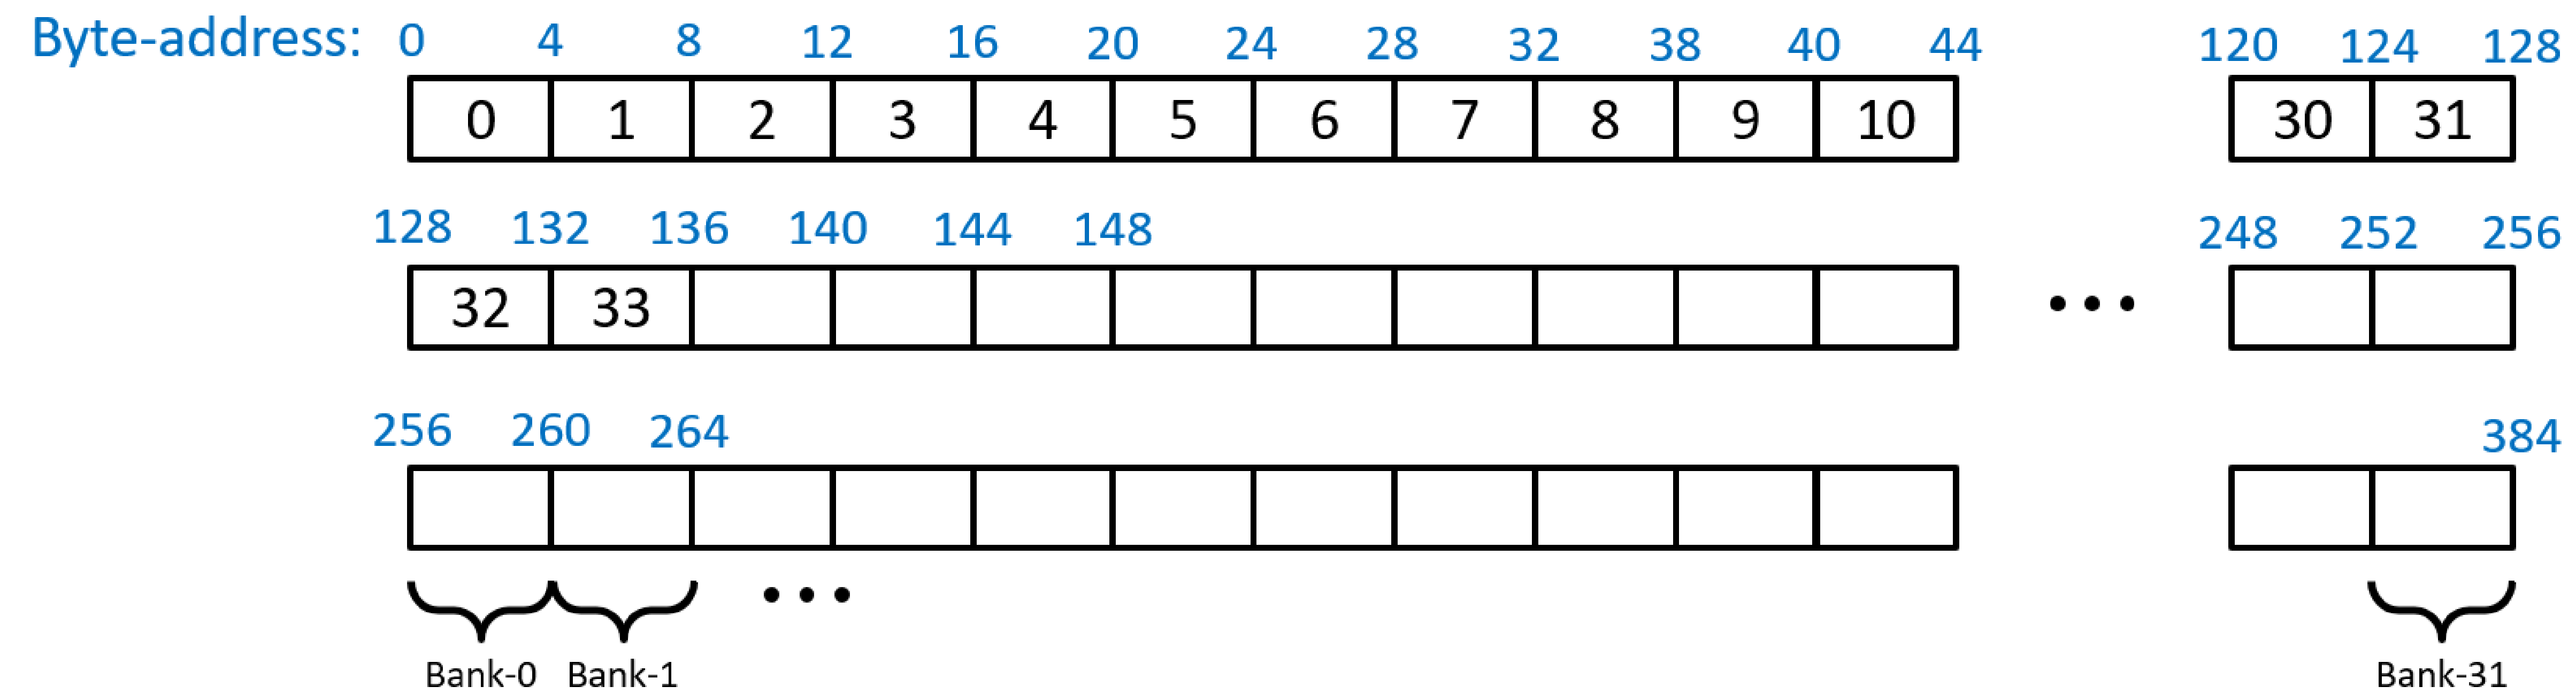 Byte-address: 0 4 8 12 16 20 24 28 32 38 40 44 120 124 128
0 1 2 3 4 5 6 7 8 9 10 30 31
128 132 136 140 144 148 248 252 256
32 33
256 260 264 384
Bank-0 Bank-1 Bank-31